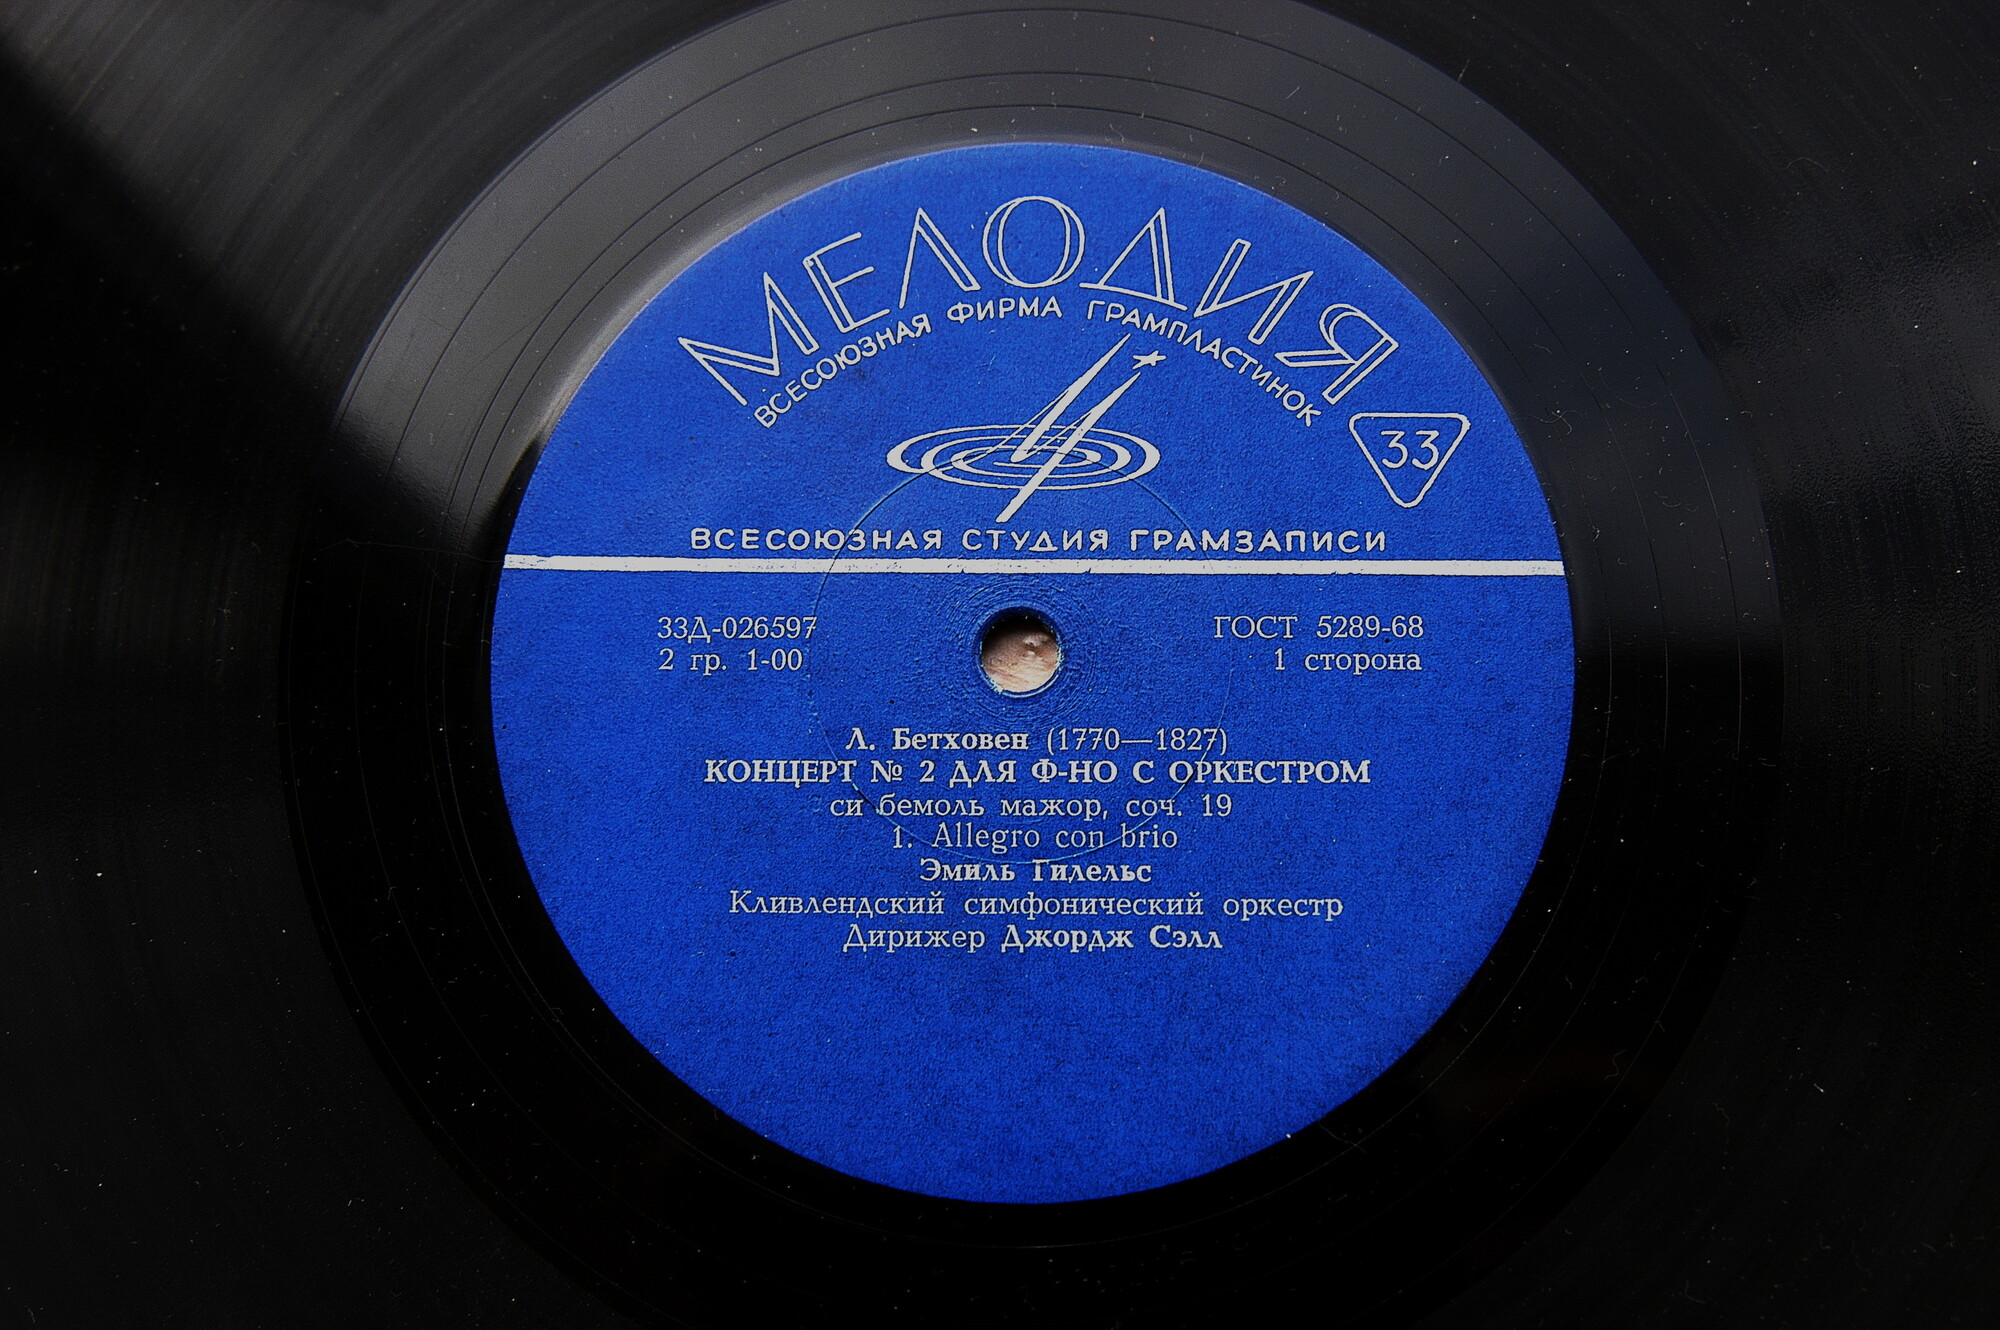 МЕЛОДИЯ
ВСЕСОЮЗНАЯ ФИРМА ГРАМПЛАСТИНОК
33
ВСЕСОЮЗНАЯ СТУДИЯ ГРАМЗАПИСИ
33Д-026597
2 гр. 1-00
ГОСТ 5289-68
1 сторона
Л. Бетховен (1770—1827)
КОНЦЕРТ № 2 ДЛЯ Ф-НО С ОРКЕСТРОМ
си бемоль мажор, соч. 19
1. Allegro con brio
Эмиль Гилельс
Кливлендский симфонический оркестр
Дирижер Джордж Сэлл